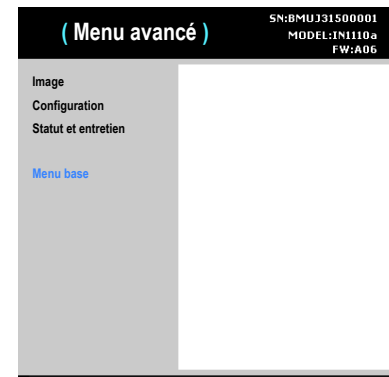 ( Menu avancé )
SN:BMUJ31500001
MODEL:IN1110a
FW:A06
Image
Configuration
Statut et entretien
Menu base